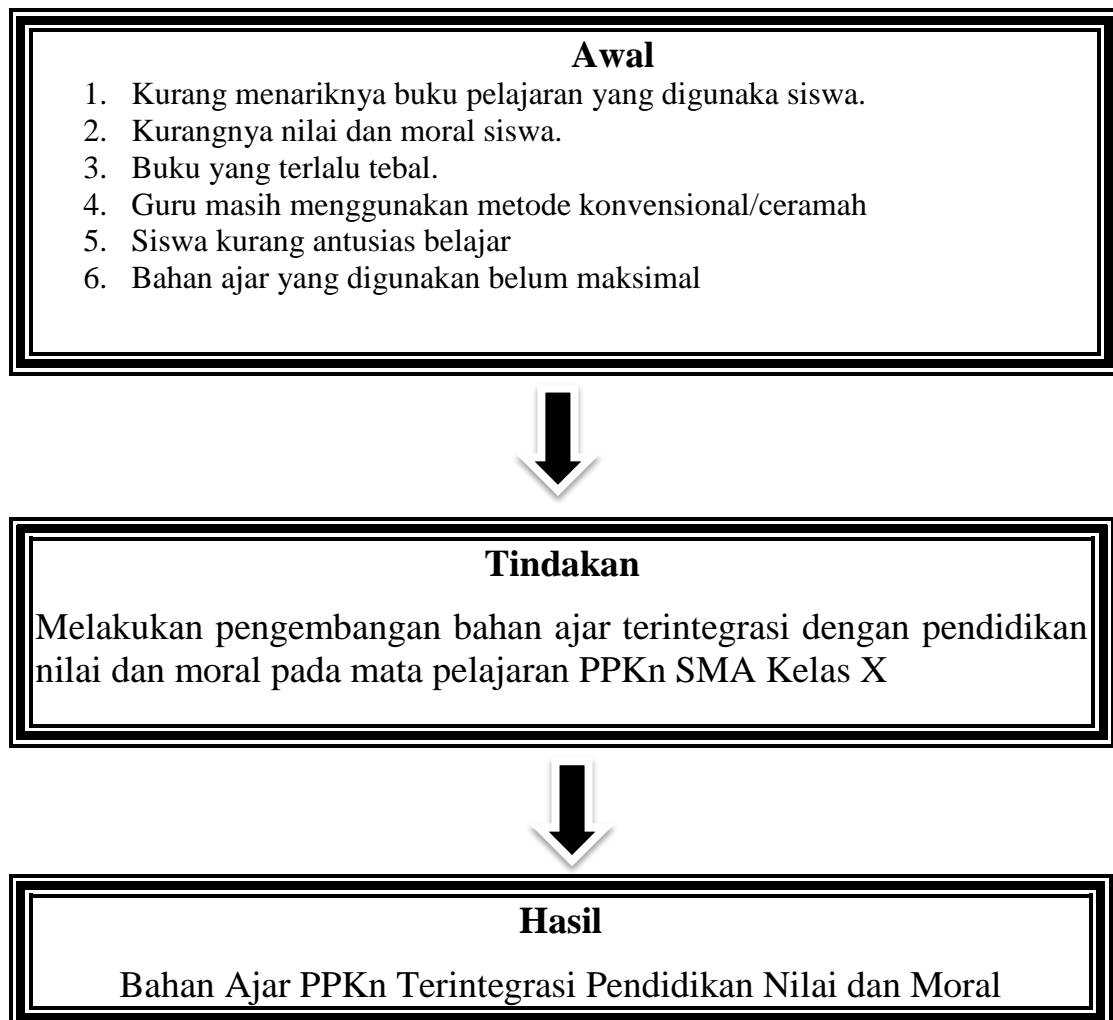 Awal
1. Kurang menariknya buku pelajaran yang digunaka siswa.
2. Kurangnya nilai dan moral siswa.
3. Buku yang terlalu tebal.
4. Guru masih menggunakan metode konvensional/ceramah
5. Siswa kurang antusias belajar
6. Bahan ajar yang digunakan belum maksimal
Tindakan
Melakukan pengembangan bahan ajar terintegrasi dengan pendidikan
nilai dan moral pada mata pelajaran PPKn SMA Kelas X
Hasil
Bahan Ajar PPKn Terintegrasi Pendidikan Nilai dan Moral